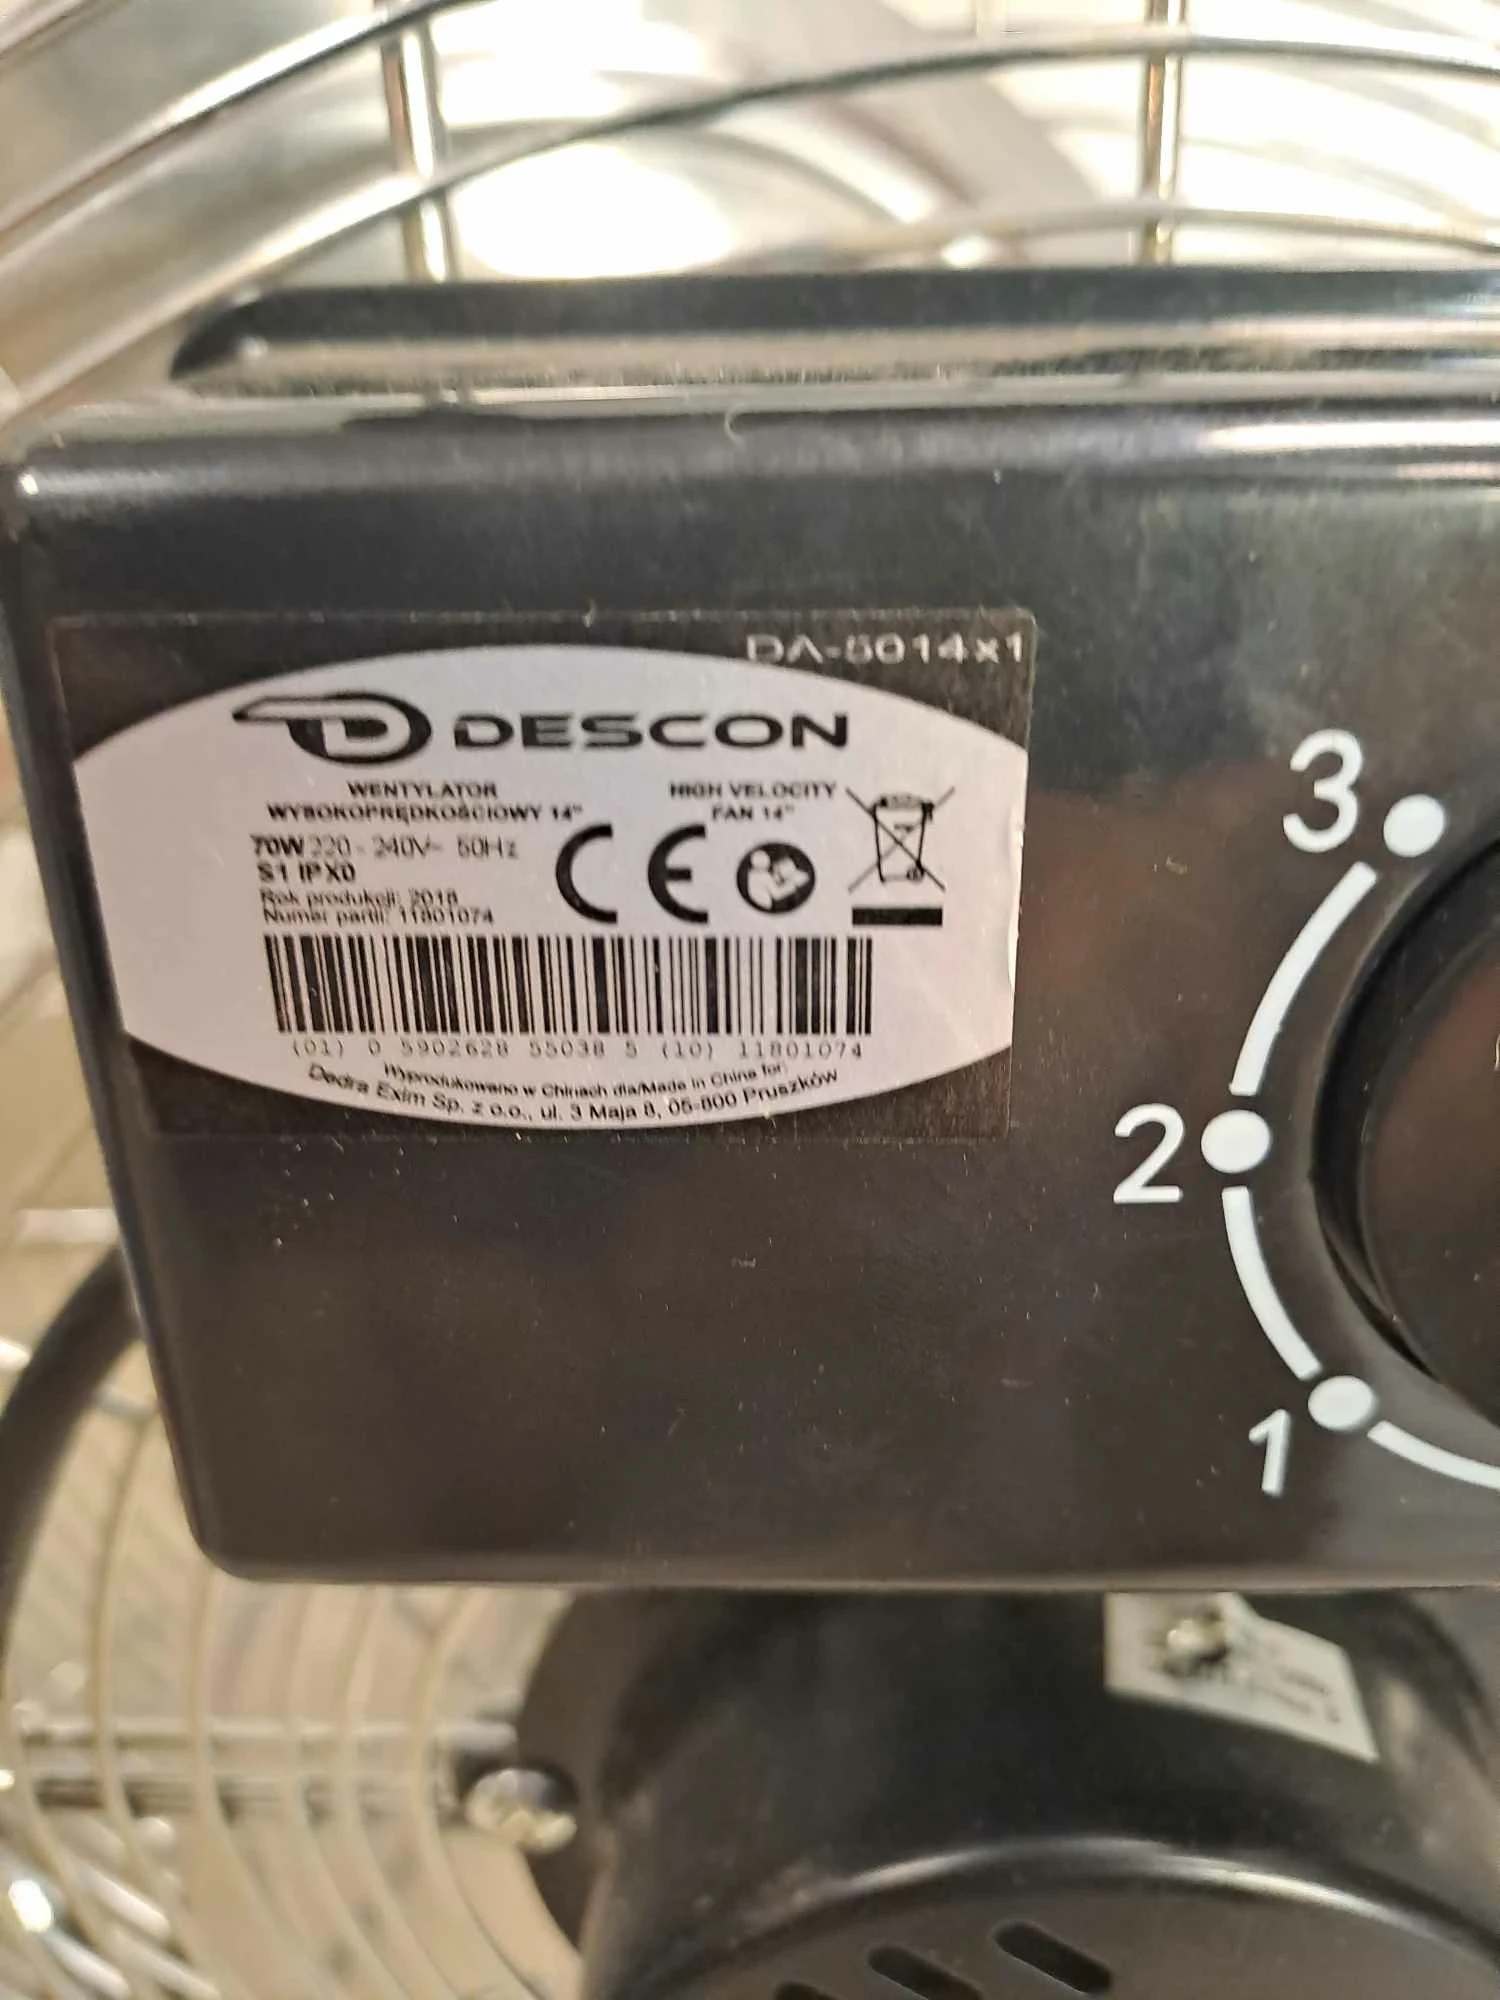 DA-5014x1
DESCON
WENTYLATOR
WYSOKOPRĘDKOŚCIOWY 14"
HIGH VELOCITY
FAN 14"
70W 220 - 240V~ 50Hz
S1 IPX0
Rok produkcji: 2018
Numer partii: 11801074
CE
(01) 0 5902628 55038 5 (10) 11801074
Wyprodukowano w Chinach dla/Made in China for:
Dedra Exim Sp. z o.o., ul. 3 Maja 8, 05-800 Pruszków
3
2
1